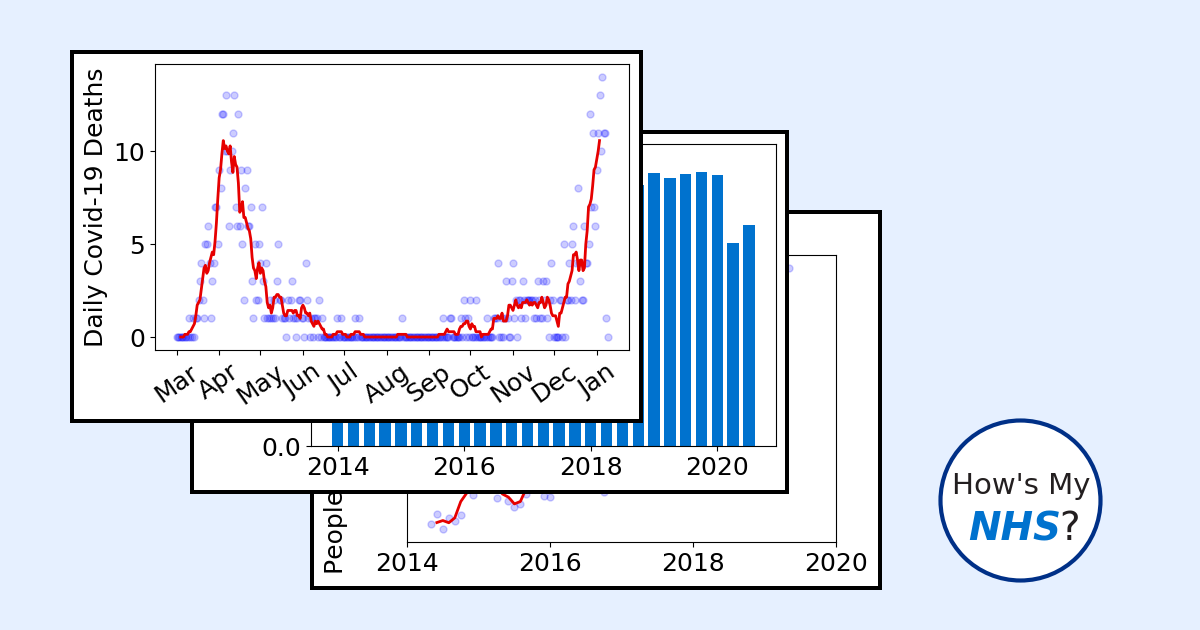 Daily Covid-19 Deaths
10
5
0
Mar Apr May Jun Jul Aug Sep Oct Nov Dec Jan
0.0
2014 2016 2018 2020
People
2014 2016 2018 2020
How's My
NHS?